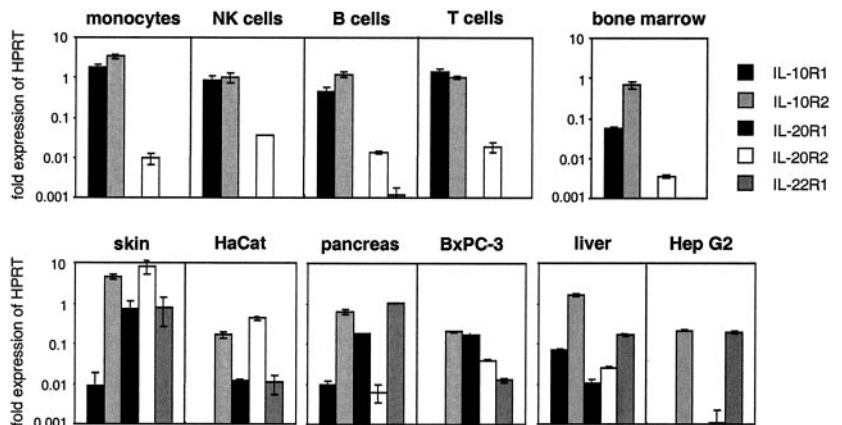 monocytes NK cells B cells T cells bone marrow
fold expression of HPRT
10 10
1 1
0.1 0.1
0.01 0.01
0.001 0.001
IL-10R1
IL-10R2
IL-20R1
IL-20R2
IL-22R1
skin HaCat pancreas BxPC-3 liver Hep G2
fold expression of HPRT
10
1
0.1
0.01
0.001